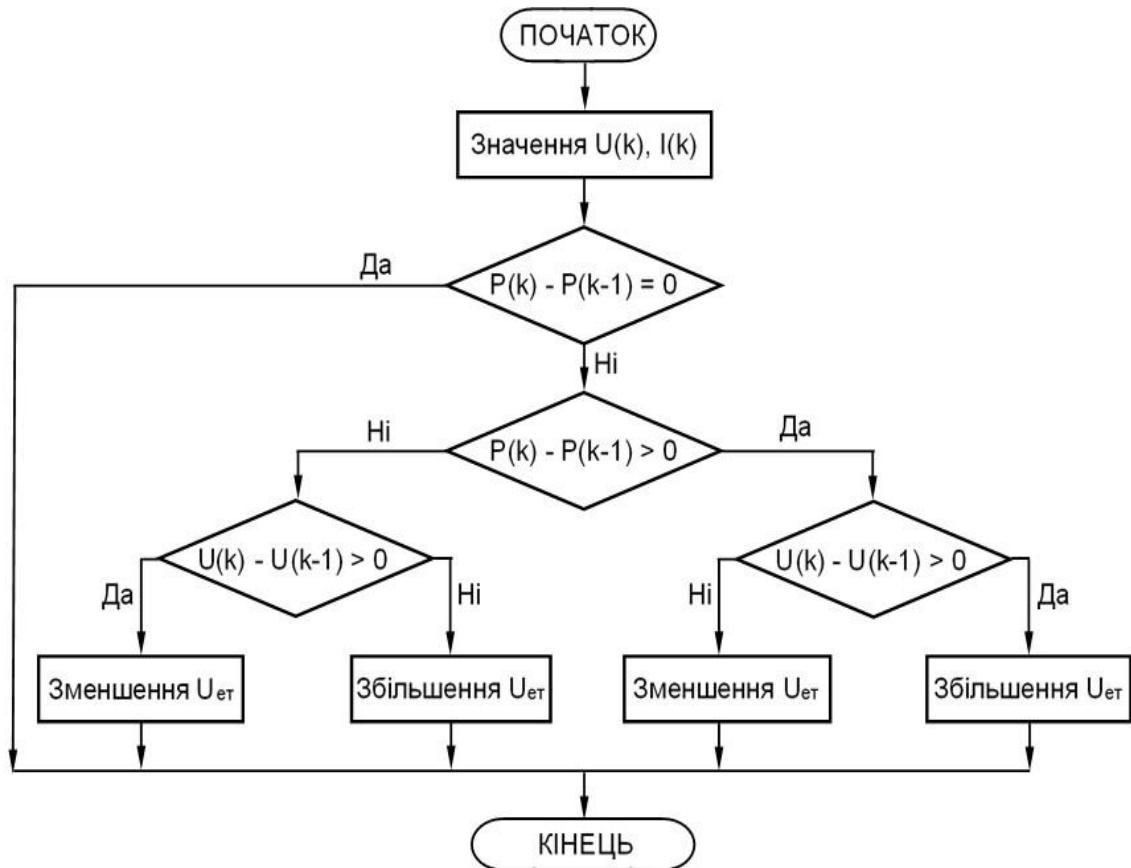 ПОЧАТОК
Значення U(k), I(k)
Да
P(k) - P(k-1) = 0
Ні
Ні
P(k) - P(k-1) > 0
Да
U(k) - U(k-1) > 0
U(k) - U(k-1) > 0
Да
Ні
Ні
Да
Зменшення Uет
Збільшення Uет
Зменшення Uет
Збільшення Uет
КІНЕЦЬ